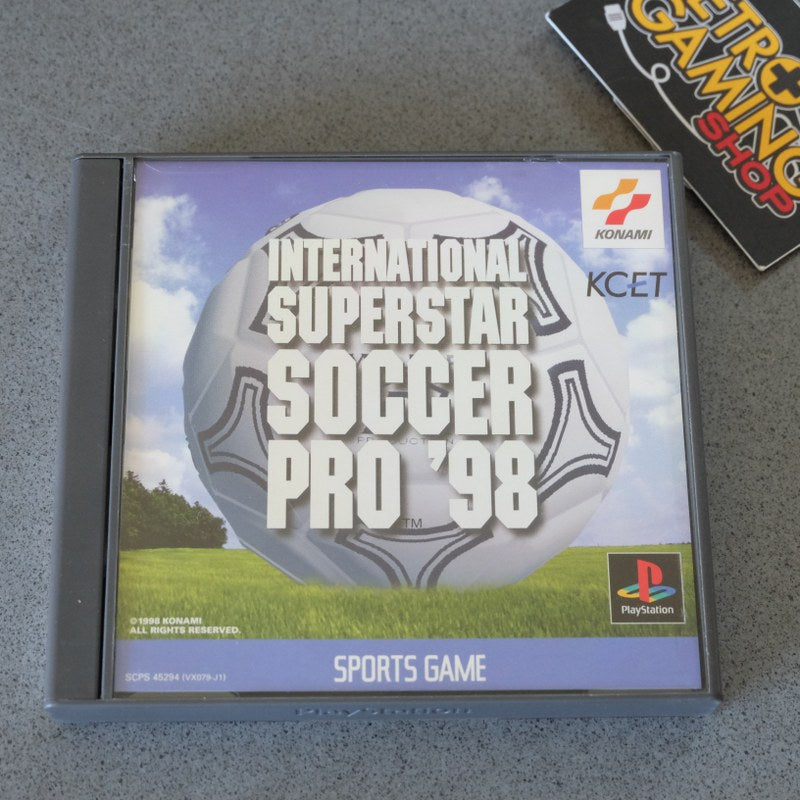 RETRO
GAMING
SHOP
KONAMI
KCET
INTERNATIONAL
SUPERSTAR
SOCCER
PRO '98
TM
PlayStation
©1998 KONAMI
ALL RIGHTS RESERVED.
SCPS 45294 (VX079-J1)
SPORTS GAME
PlayStation